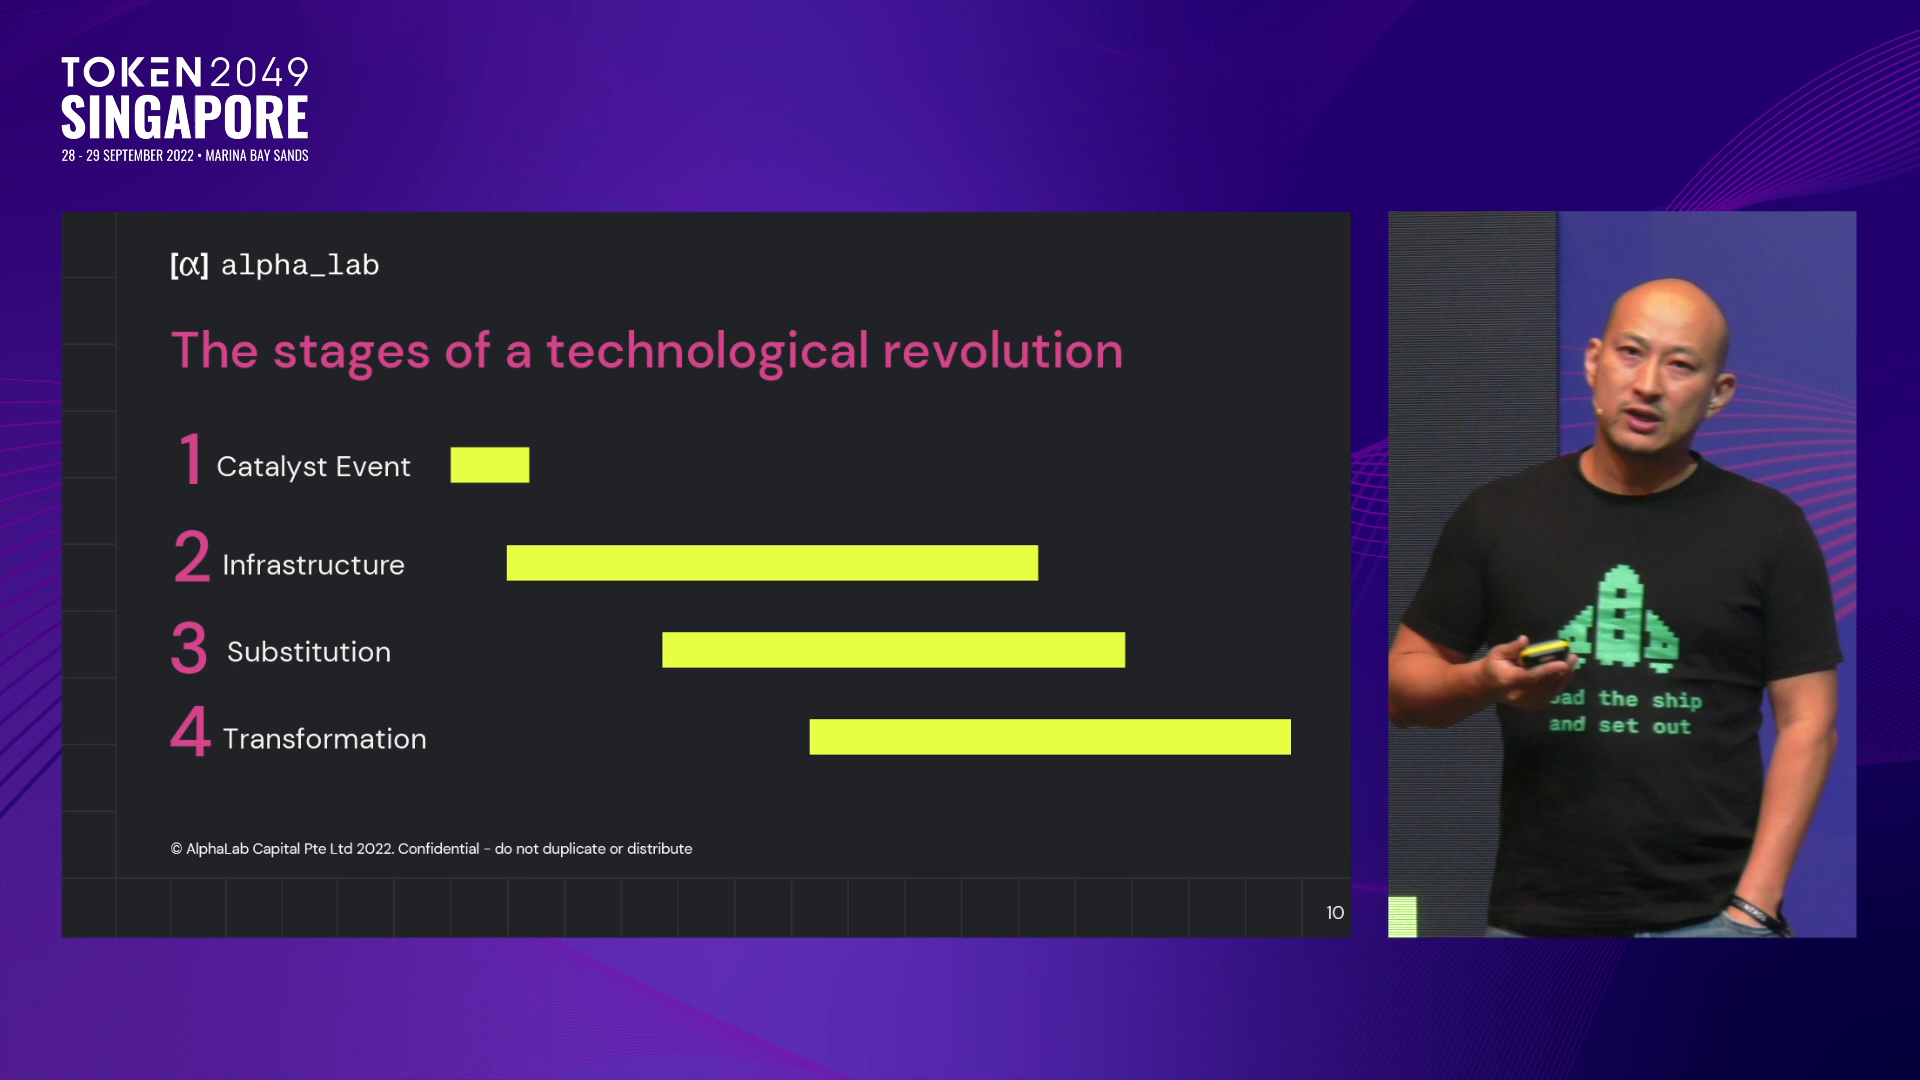 TOKEN2049
SINGAPORE
28 - 29 SEPTEMBER 2022 • MARINA BAY SANDS
[α] alpha_lab
The stages of a technological revolution
1 Catalyst Event
2 Infrastructure
3 Substitution
4 Transformation
© AlphaLab Capital Pte Ltd 2022. Confidential – do not duplicate or distribute
10
the ship
and set out